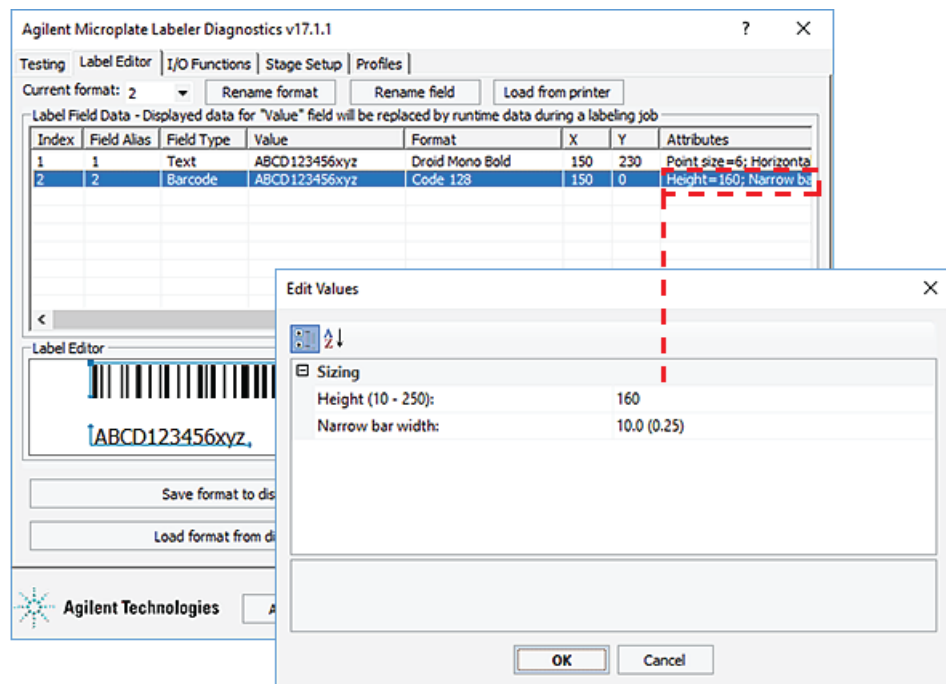 Agilent Microplate Labeler Diagnostics v17.1.1 ? ×
Testing Label Editor I/O Functions Stage Setup Profiles
Current format: 2 Rename format Rename field Load from printer
Label Field Data - Displayed data for "Value" field will be replaced by runtime data during a labeling job
Index Field Alias Field Type Value Format X Y Attributes
1 1 Text ABCD123456xyz Droid Mono Bold 150 230 Point size=6; Horizonta
2 2 Barcode ABCD123456xyz Code 128 150 0 Height=160; Narrow ba
Edit Values
A
Z
Sizing
Height (10 - 250): 160
Narrow bar width: 10.0 (0.25)
OK Cancel
Label Editor
ABCD123456xyz
Save format to dis
Load format from di
Agilent Technologies A